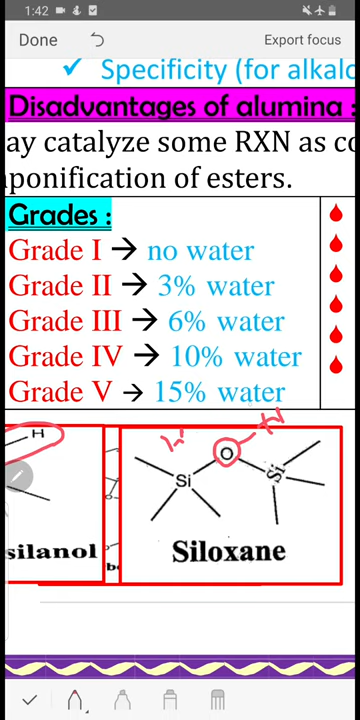 1:42
Done
Export focus
✓ Specificity (for alkalo
Disadvantages of alumina :
ay catalyze some RXN as co
ponification of esters.
Grades :
Grade I → no water
Grade II → 3% water
Grade III → 6% water
Grade IV → 10% water
Grade V → 15% water
H
silanol
O
Si
Si
Siloxane